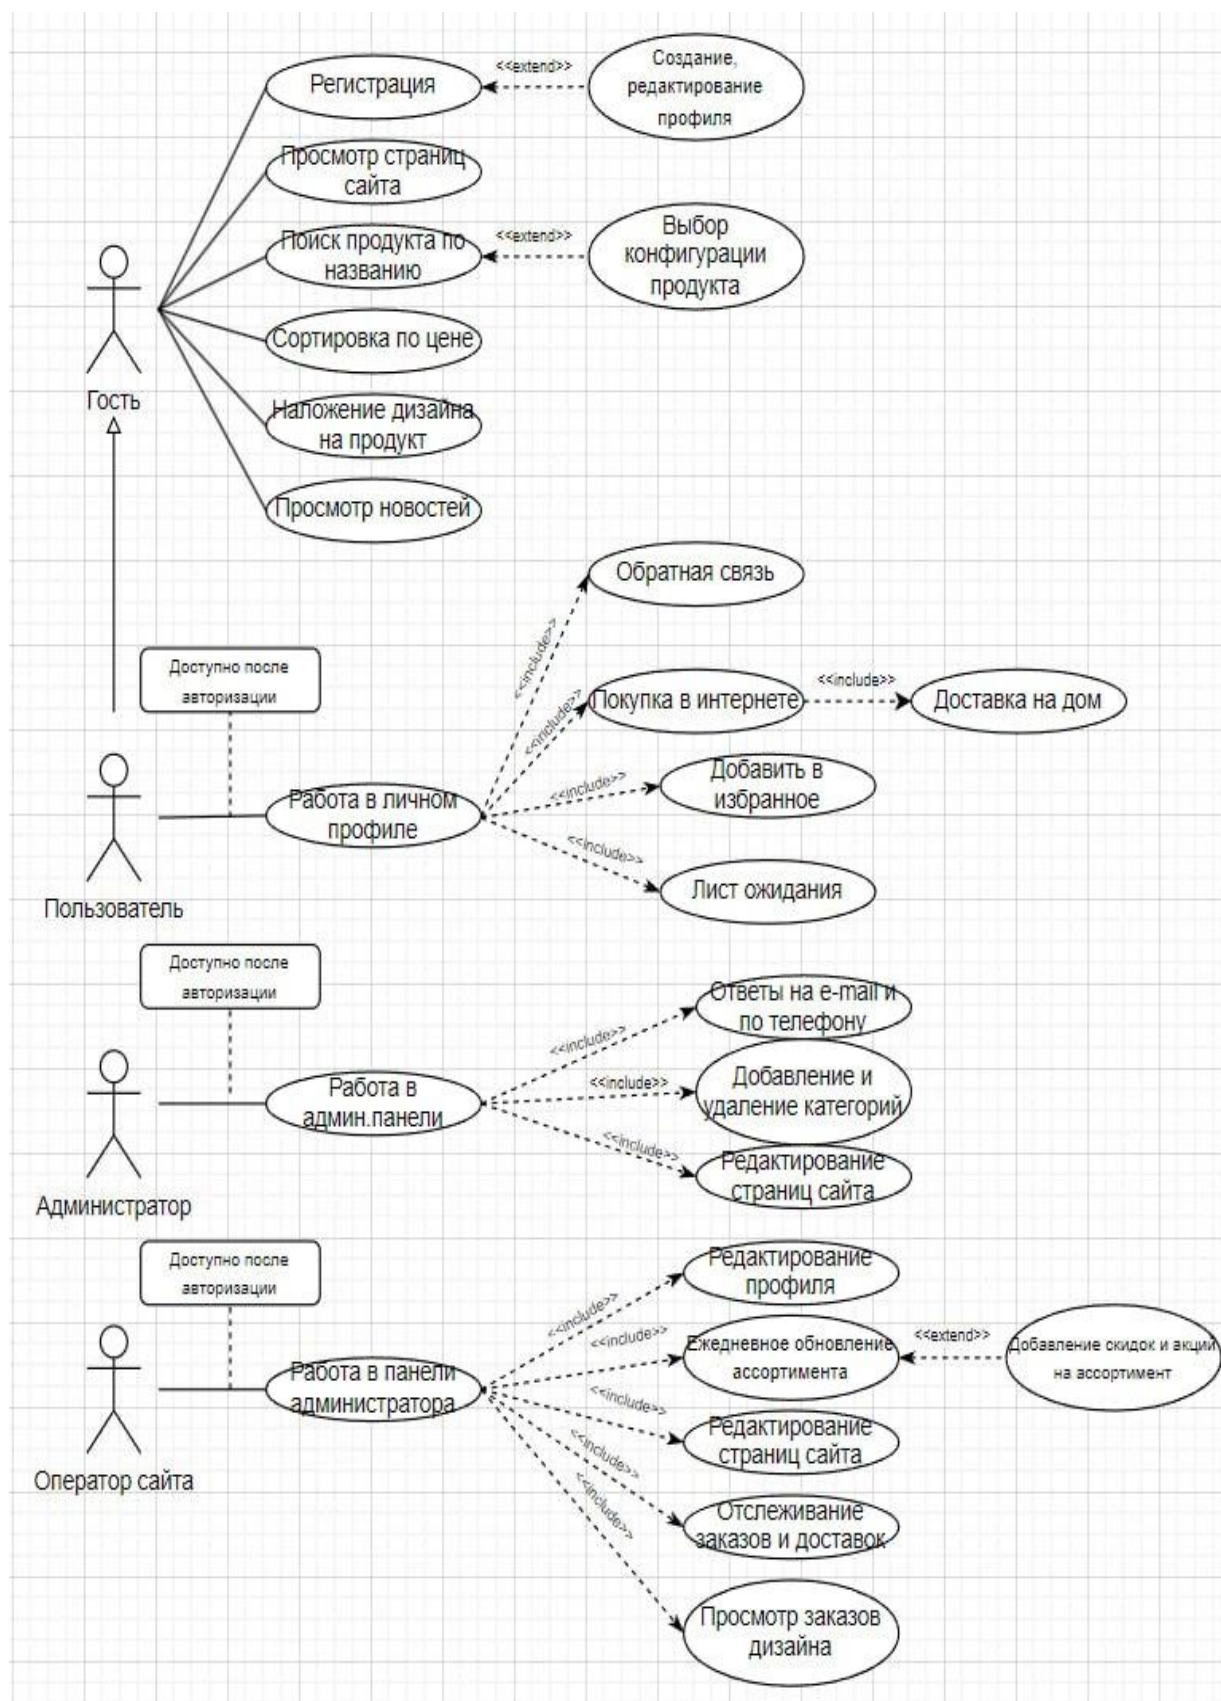 Регистрация
<<extend>>
Создание,
редактирование
профиля
Просмотр страниц
сайта
Поиск продукта по
названию
<<extend>>
Выбор
конфигурации
продукта
Сортировка по цене
Гость
Наложение дизайна
на продукт
Просмотр новостей
Обратная связь
<<include>>
Доступно после
авторизации
<<include>>
Покупка в интернете
<<include>>
Доставка на дом
Работа в личном
профиле
<<include>>
Добавить в
избранное
<<include>>
Лист ожидания
Пользователь
Доступно после
авторизации
Ответы на e-mail и
по телефону
<<include>>
Работа в
админ.панели
<<include>>
Добавление и
удаление категорий
<<include>>
Редактирование
страниц сайта
Администратор
Доступно после
авторизации
Редактирование
профиля
<<include>>
<<include>>
Ежедневное обновление
ассортимента
<<extend>>
Добавление скидок и акций
на ассортимент
Работа в панели
администратора
<<include>>
Редактирование
страниц сайта
Оператор сайта
<<include>>
Отслеживание
заказов и доставок
<<include>>
Просмотр заказов
дизайна